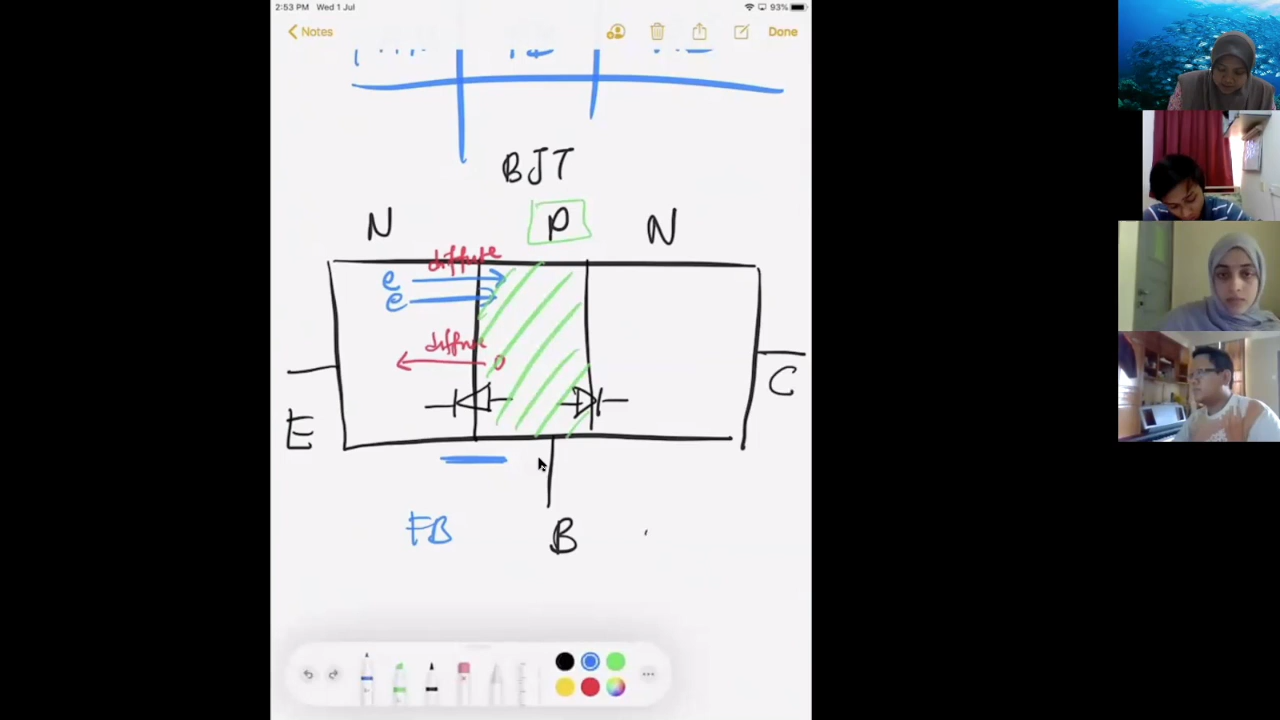 2:53 PM Wed 1 Jul 93%
Notes Done
BJT
N P N
diffuse
e
e
diffuse
E C
FB B